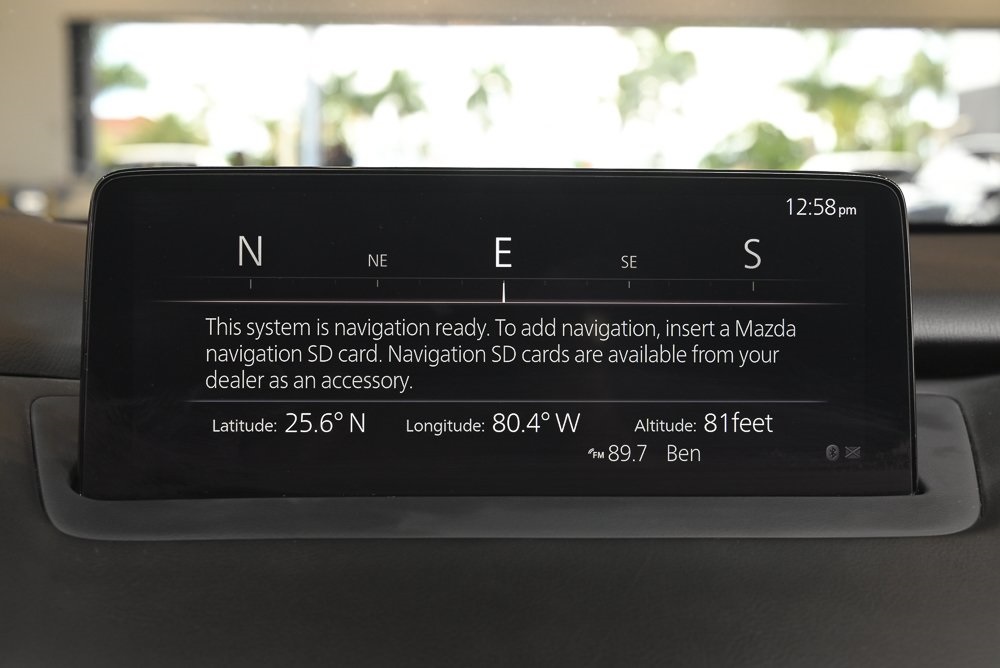 12:58pm
N NE E SE S
This system is navigation ready. To add navigation, insert a Mazda
navigation SD card. Navigation SD cards are available from your
dealer as an accessory.
Latitude: 25.6° N Longitude: 80.4° W Altitude: 81feet
FM 89.7 Ben